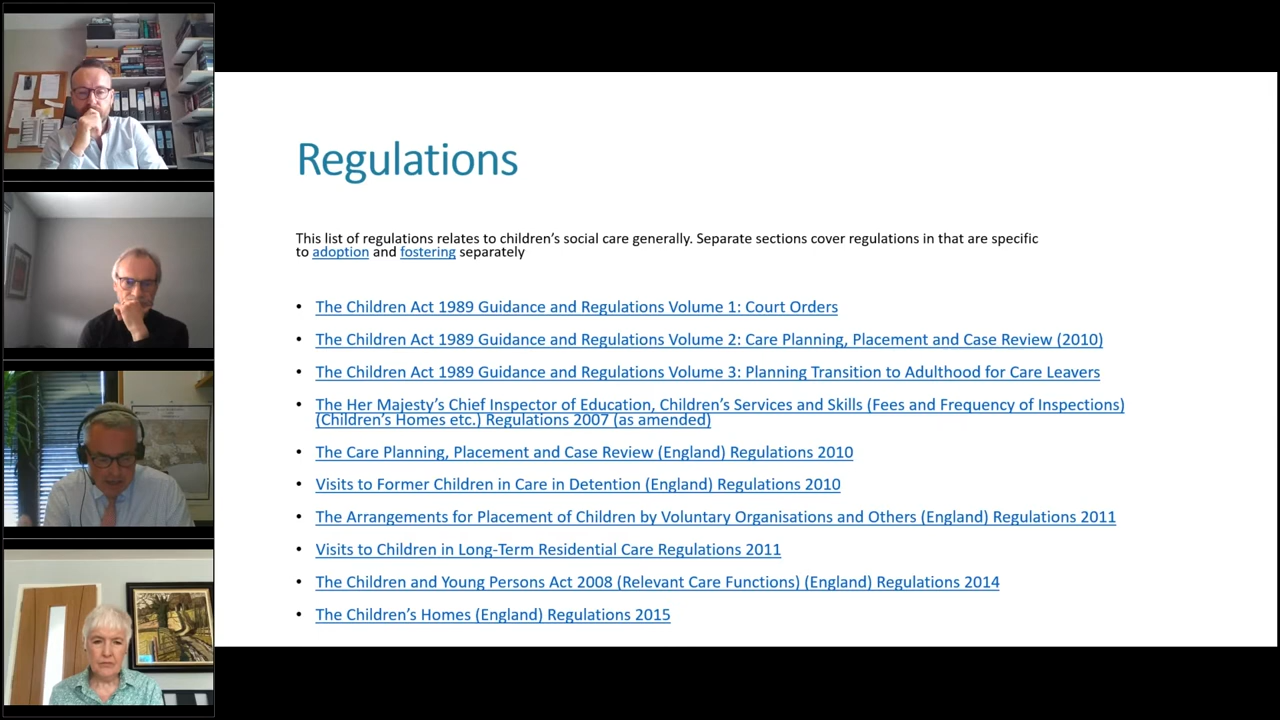 Regulations
This list of regulations relates to children's social care generally. Separate sections cover regulations in that are specific
to adoption and fostering separately
• The Children Act 1989 Guidance and Regulations Volume 1: Court Orders
• The Children Act 1989 Guidance and Regulations Volume 2: Care Planning, Placement and Case Review (2010)
• The Children Act 1989 Guidance and Regulations Volume 3: Planning Transition to Adulthood for Care Leavers
• The Her Majesty's Chief Inspector of Education, Children's Services and Skills (Fees and Frequency of Inspections)
(Children's Homes etc.) Regulations 2007 (as amended)
• The Care Planning, Placement and Case Review (England) Regulations 2010
• Visits to Former Children in Care in Detention (England) Regulations 2010
• The Arrangements for Placement of Children by Voluntary Organisations and Others (England) Regulations 2011
• Visits to Children in Long-Term Residential Care Regulations 2011
• The Children and Young Persons Act 2008 (Relevant Care Functions) (England) Regulations 2014
• The Children's Homes (England) Regulations 2015